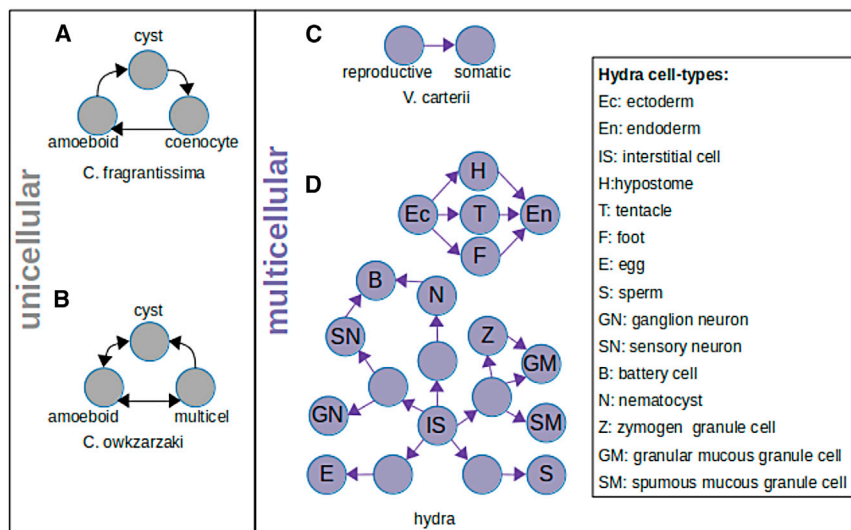 unicellular
A
cyst
amoeboid coenocyte
C. fragrantissima
B
cyst
amoeboid multicel
C. owkzarzaki
multicellular
C
reproductive somatic
V. carterii
D
H
Ec T En
F
B
N
SN
Z
GM
GN
IS
SM
E
S
hydra
Hydra cell-types:
Ec: ectoderm
En: endoderm
IS: interstitial cell
H:hypostome
T: tentacle
F: foot
E: egg
S: sperm
GN: ganglion neuron
SN: sensory neuron
B: battery cell
N: nematocyst
Z: zymogen granule cell
GM: granular mucous granule cell
SM: spumous mucous granule cell